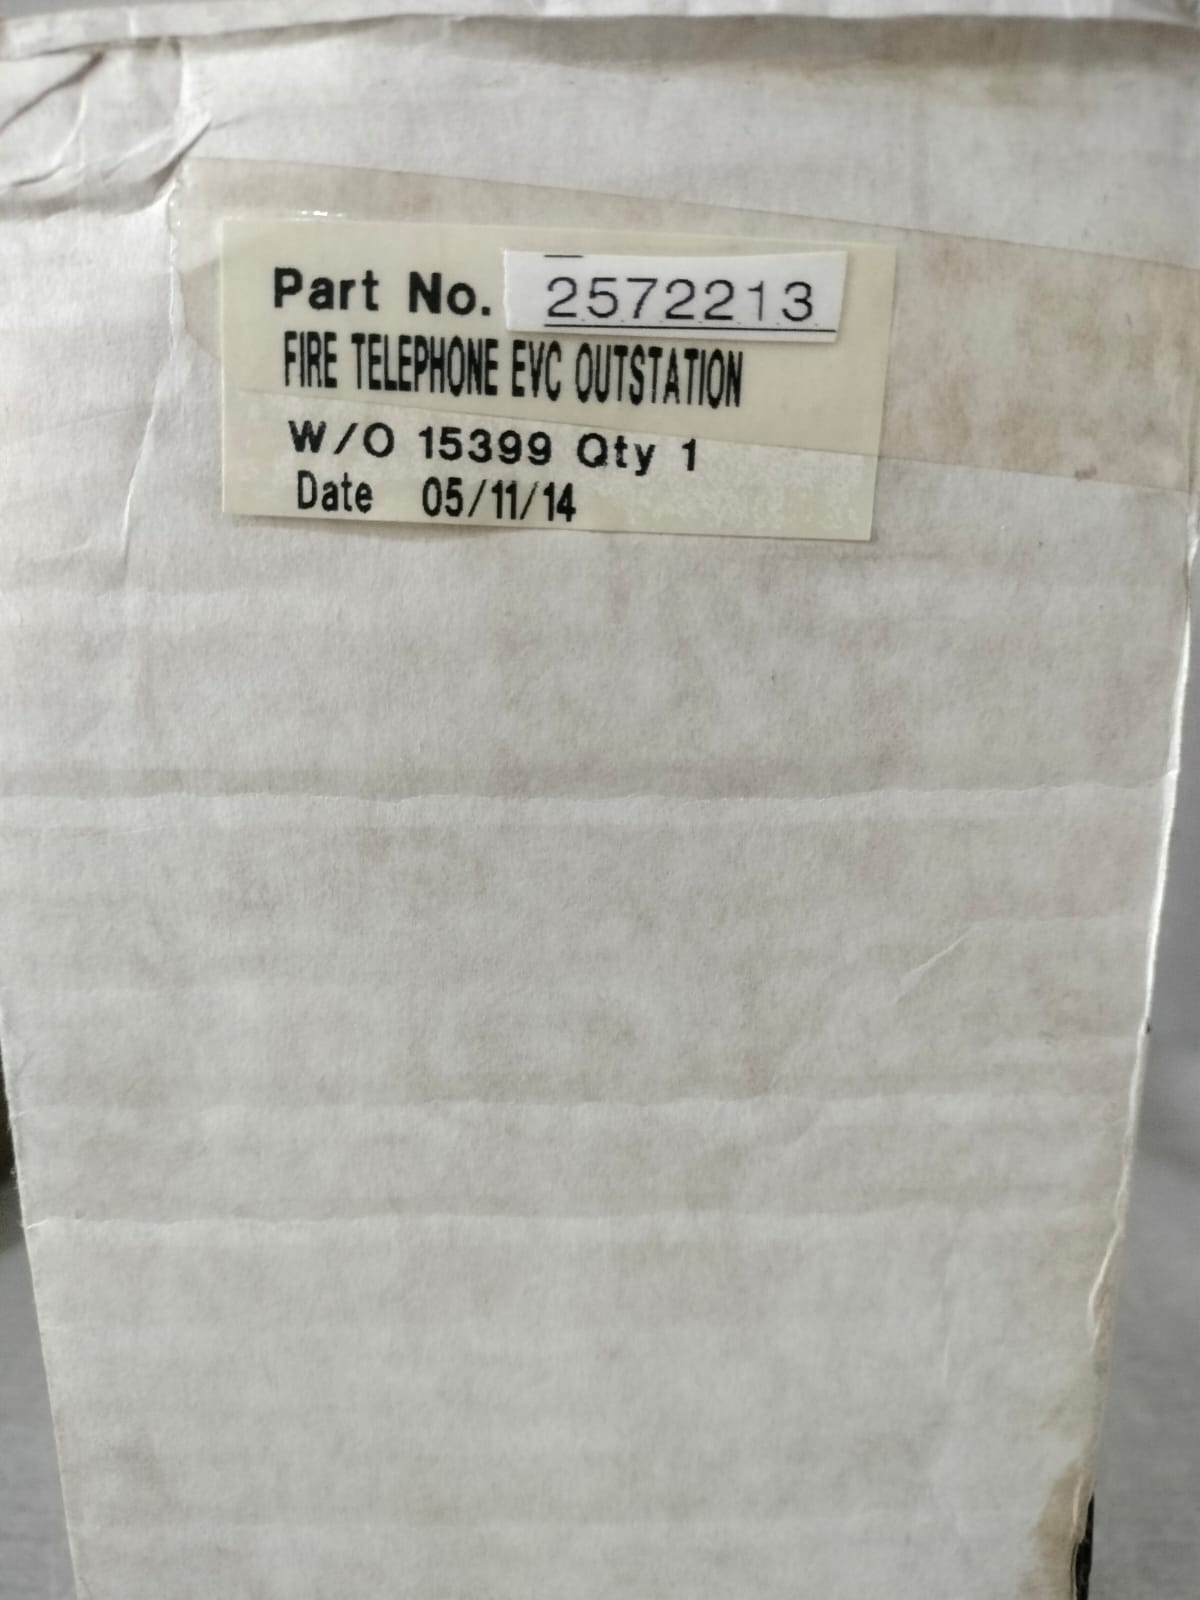 Part No. 2572213
FIRE TELEPHONE EVC OUTSTATION
W/O 15399 Qty 1
Date 05/11/14